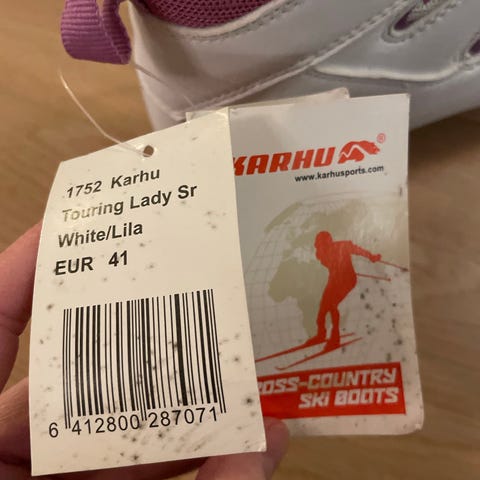 1752 Karhu
Touring Lady Sr
White/Lila
EUR 41
6 412800 287071
KARHU
www.karhusports.com
CROSS-COUNTRY
SKI BOOTS